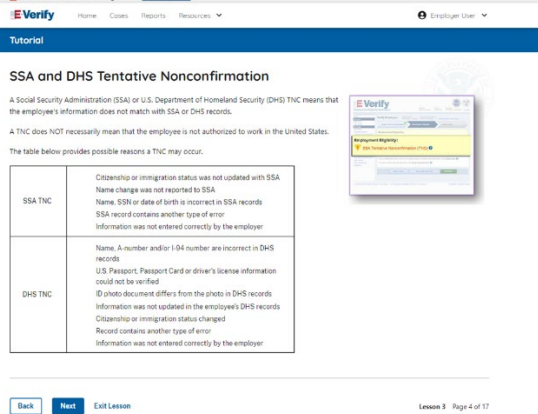 E-Verify Home Cases Reports Resources Employer User
Tutorial
SSA and DHS Tentative Nonconfirmation
A Social Security Administration (SSA) or U.S. Department of Homeland Security (DHS) TNC means that
the employee's information does not match with SSA or DHS records.
A TNC does NOT necessarily mean that the employee is not authorized to work in the United States.
The table below provides possible reasons a TNC may occur.
E-Verify
Employment Eligibility:
SSA Tentative Nonconfirmation (TNC)
SSA TNC
Citizenship or immigration status was not updated with SSA
Name change was not reported to SSA
Name, SSN or date of birth is incorrect in SSA records
SSA record contains another type of error
Information was not entered correctly by the employer
DHS TNC
Name, A-number and/or I-94 number are incorrect in DHS
records
U.S. Passport, Passport Card or driver's license information
could not be verified
ID photo document differs from the photo in DHS records
Information was not updated in the employee's DHS records
Citizenship or immigration status changed
Record contains another type of error
Information was not entered correctly by the employer
Back Next Exit Lesson Lesson 3 Page 4 of 17